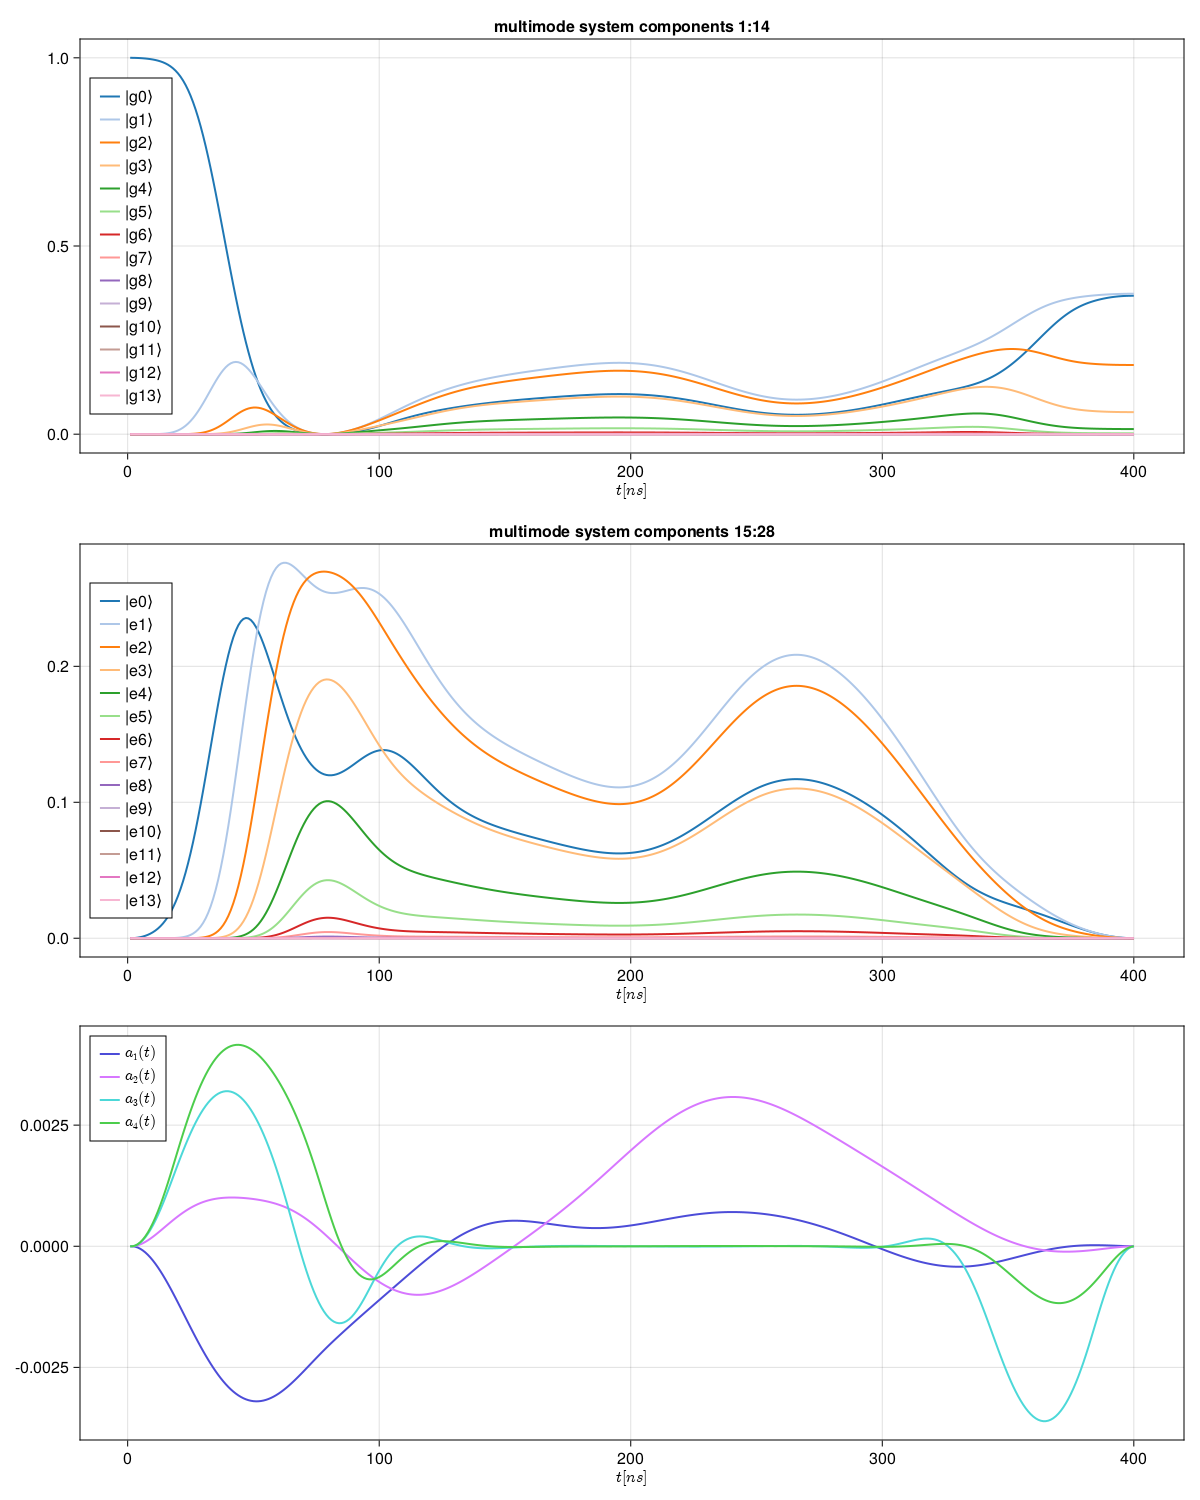 multimode system components 1:14
1.0
0.5
0.0
|g0⟩
|g1⟩
|g2⟩
|g3⟩
|g4⟩
|g5⟩
|g6⟩
|g7⟩
|g8⟩
|g9⟩
|g10⟩
|g11⟩
|g12⟩
|g13⟩
0 100 200 300 400
t[ns]
multimode system components 15:28
0.2
0.1
0.0
|e0⟩
|e1⟩
|e2⟩
|e3⟩
|e4⟩
|e5⟩
|e6⟩
|e7⟩
|e8⟩
|e9⟩
|e10⟩
|e11⟩
|e12⟩
|e13⟩
0 100 200 300 400
t[ns]
0.0025
0.0000
-0.0025
a₁(t)
a₂(t)
a₃(t)
a₄(t)
0 100 200 300 400
t[ns]